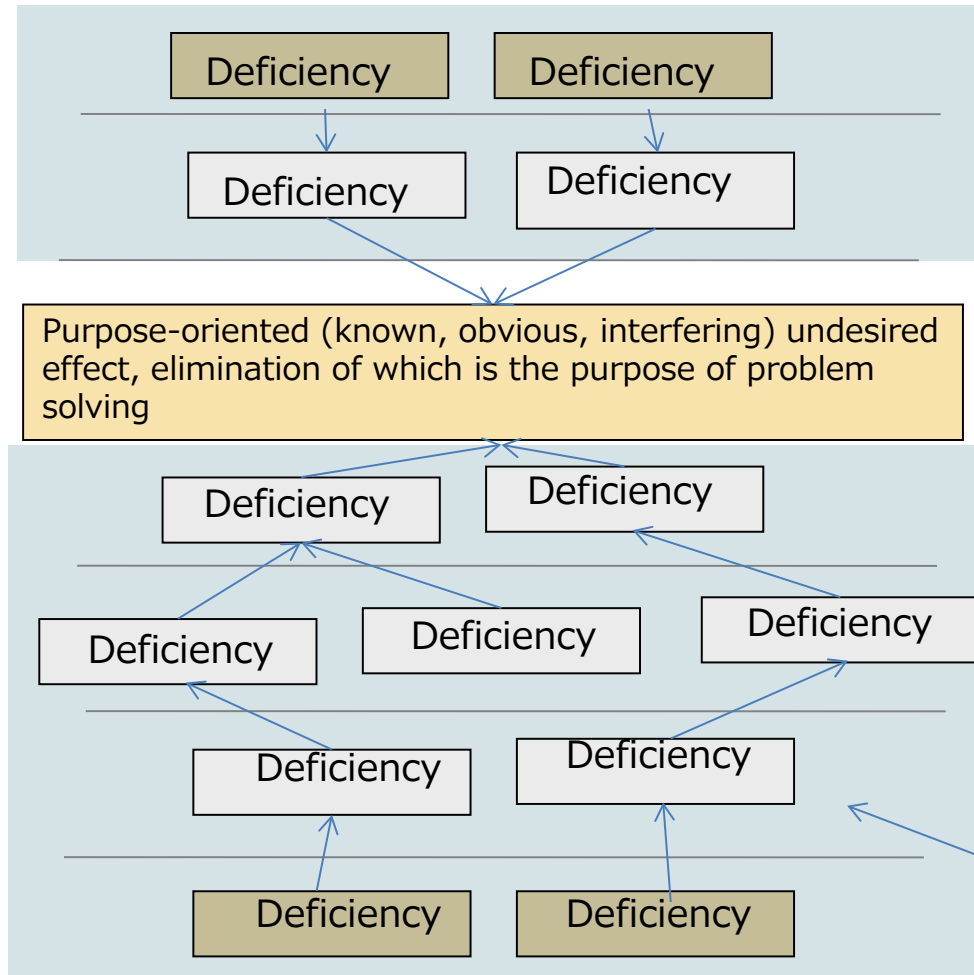 Deficiency
Deficiency
Deficiency
Deficiency
Purpose-oriented (known, obvious, interfering) undesired
effect, elimination of which is the purpose of problem
solving
Deficiency
Deficiency
Deficiency
Deficiency
Deficiency
Deficiency
Deficiency
Deficiency
Deficiency